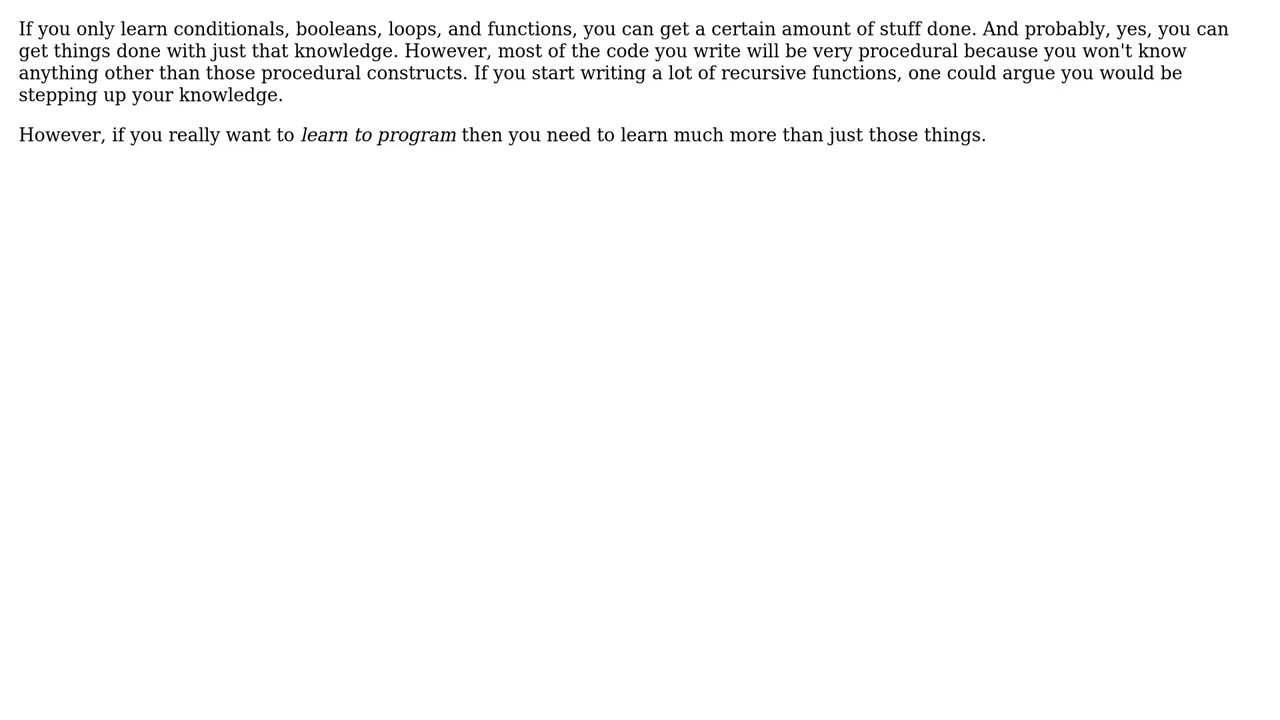 If you only learn conditionals, booleans, loops, and functions, you can get a certain amount of stuff done. And probably, yes, you can
get things done with just that knowledge. However, most of the code you write will be very procedural because you won't know
anything other than those procedural constructs. If you start writing a lot of recursive functions, one could argue you would be
stepping up your knowledge.
However, if you really want to learn to program then you need to learn much more than just those things.